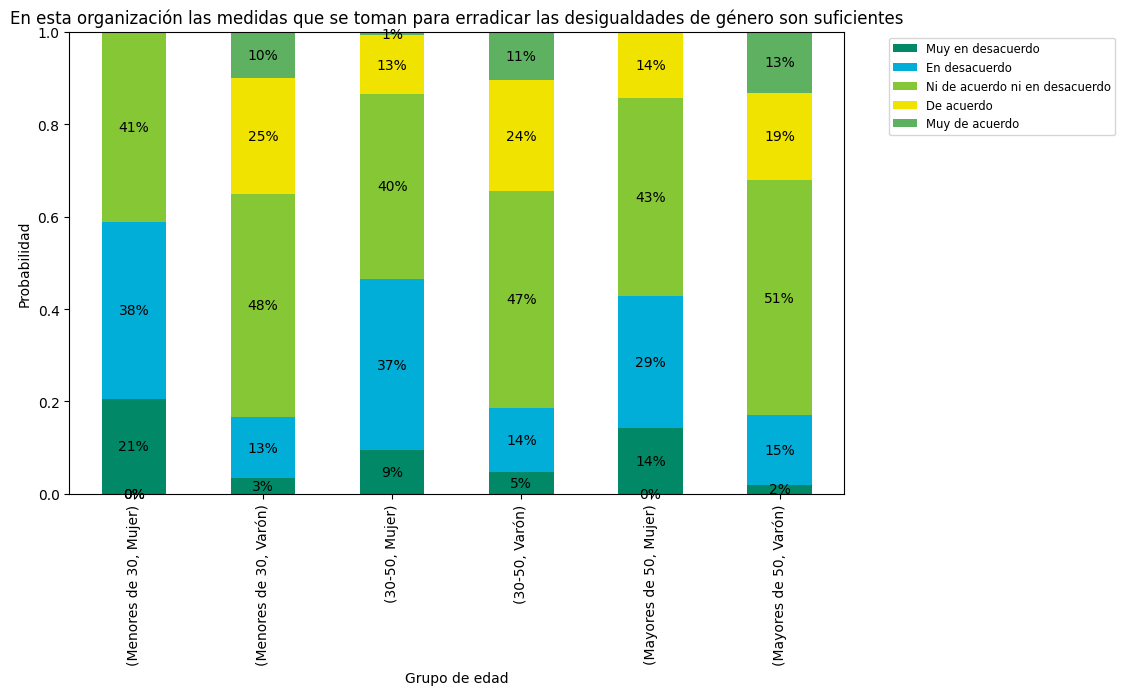 En esta organización las medidas que se toman para erradicar las desigualdades de género son suficientes
Muy en desacuerdo
En desacuerdo
Ni de acuerdo ni en desacuerdo
De acuerdo
Muy de acuerdo
Probabilidad
1.0
0.8
0.6
0.4
0.2
0.0
41%
38%
21%
0%
10%
25%
48%
13%
3%
1%
13%
40%
37%
9%
11%
24%
47%
14%
5%
14%
43%
29%
14%
0%
13%
19%
51%
15%
2%
(Menores de 30, Mujer)
(Menores de 30, Varón)
(30-50, Mujer)
(30-50, Varón)
(Mayores de 50, Mujer)
(Mayores de 50, Varón)
Grupo de edad